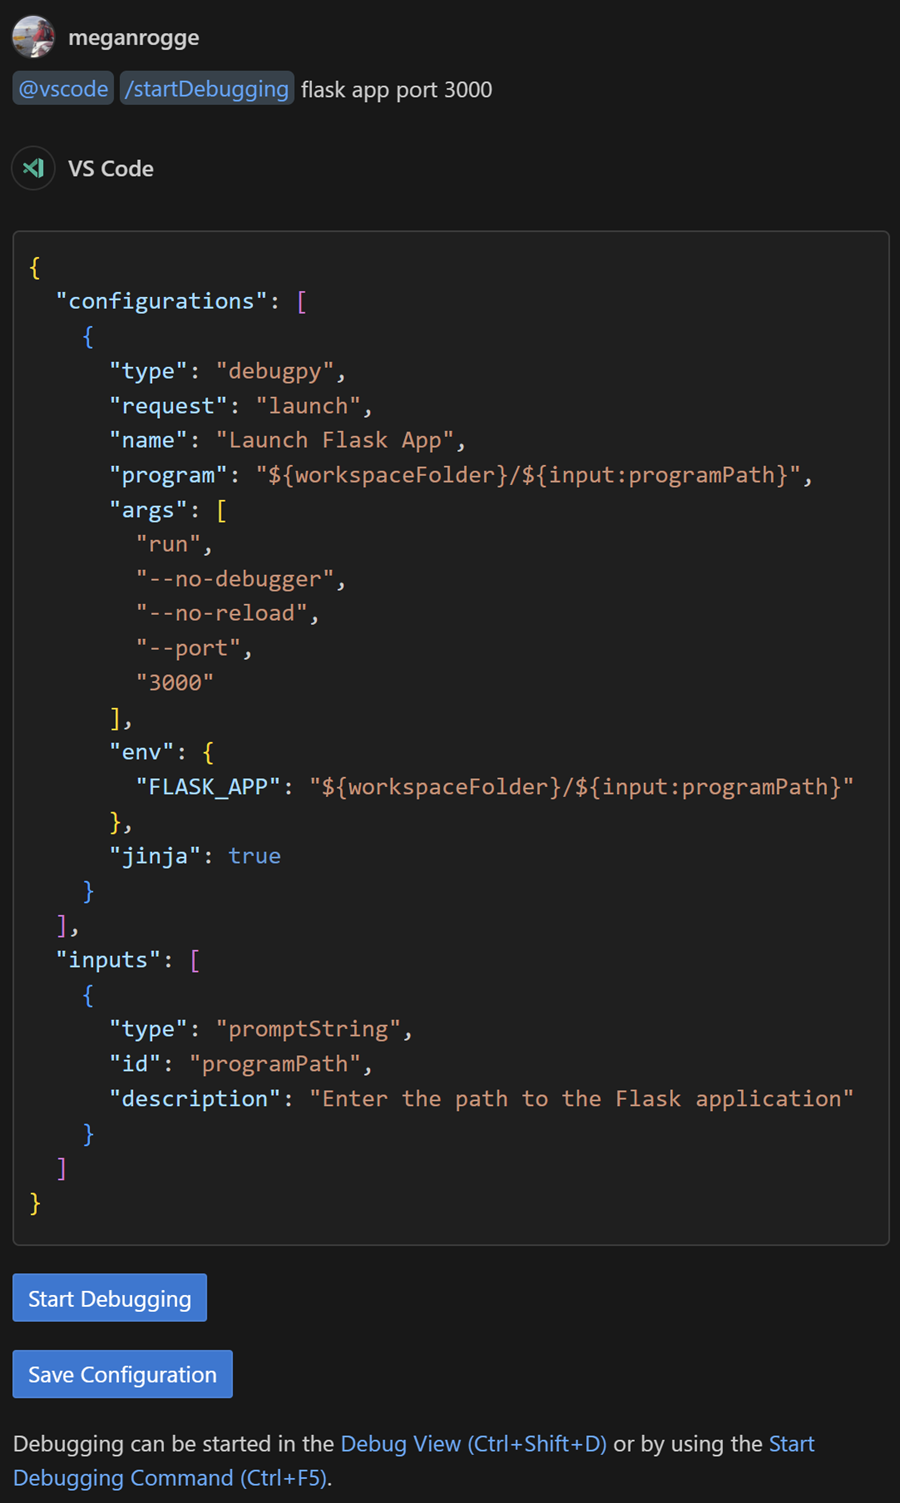 meganrogge
@vscode /startDebugging flask app port 3000
VS Code
{
  "configurations": [
    {
      "type": "debugpy",
      "request": "launch",
      "name": "Launch Flask App",
      "program": "${workspaceFolder}/${input:programPath}",
      "args": [
        "run",
        "--no-debugger",
        "--no-reload",
        "--port",
        "3000"
      ],
      "env": {
        "FLASK_APP": "${workspaceFolder}/${input:programPath}"
      },
      "jinja": true
    }
  ],
  "inputs": [
    {
      "type": "promptString",
      "id": "programPath",
      "description": "Enter the path to the Flask application"
    }
  ]
}
Start Debugging
Save Configuration
Debugging can be started in the Debug View (Ctrl+Shift+D) or by using the Start
Debugging Command (Ctrl+F5).